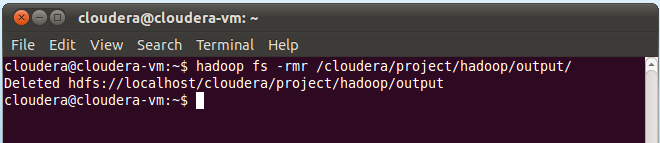 cloudera@cloudera-vm: ~
File Edit View Search Terminal Help
cloudera@cloudera-vm:~$ hadoop fs -rmr /cloudera/project/hadoop/output/
Deleted hdfs://localhost/cloudera/project/hadoop/output
cloudera@cloudera-vm:~$